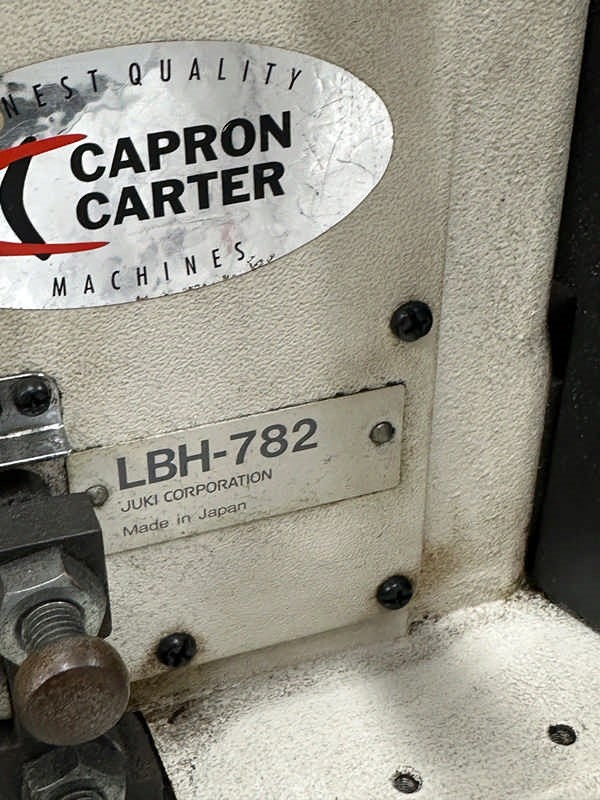 NEST QUALITY
CAPRON
CARTER
MACHINES
LBH-782
JUKI CORPORATION
Made in Japan